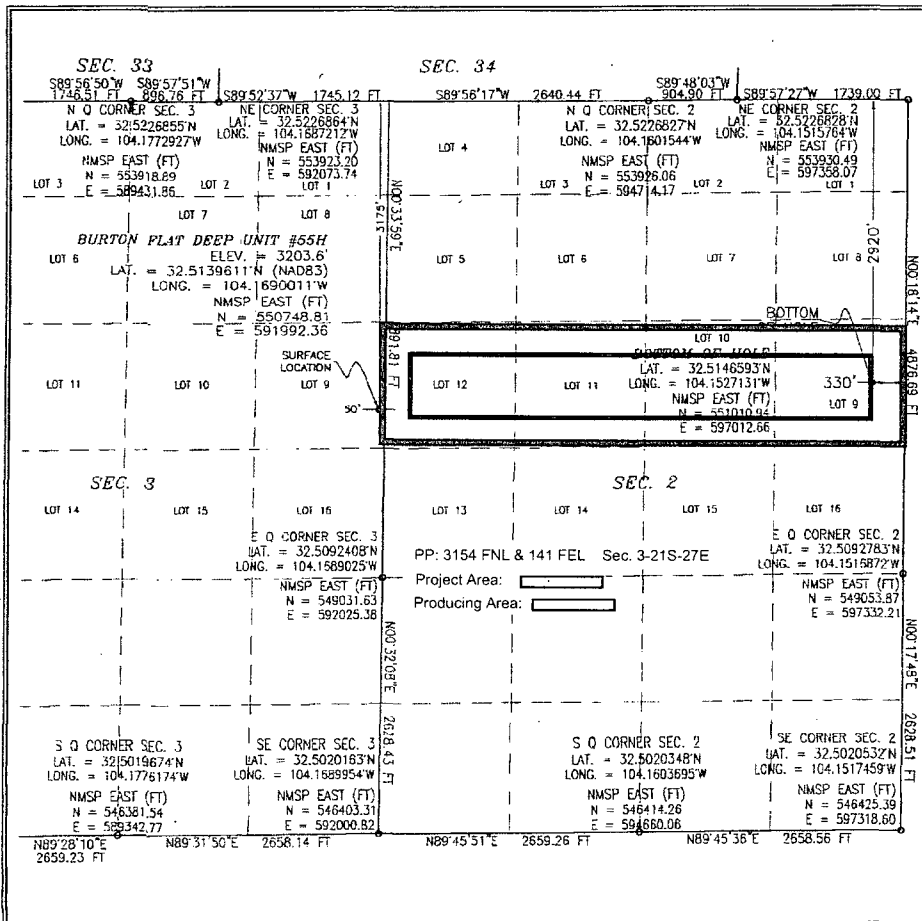 SEC. 33
SEC. 34
S89°56'50"W S89°57'51"W
1746.51 FT 896.76 FT S89°52'37"W 1745.12 FT
S89°56'17"W 2640.44 FT
S89°48'03"W
904.90 FT S89°57'27"W 1739.00 FT
N Q CORNER SEC. 3
LAT. = 32.5226855°N
LONG. = 104.1772927°W
NMSP EAST (FT)
N = 553918.89
E = 589431.86
NE CORNER SEC. 3
LAT. = 32.5226864°N
LONG. = 104.1687212°W
NMSP EAST (FT)
N = 553923.20
E = 592073.74
N Q CORNER SEC. 2
LAT. = 32.5226827°N
LONG. = 104.1601544°W
NMSP EAST (FT)
N = 553926.06
E = 594714.17
NE CORNER SEC. 2
LAT. = 32.5226828°N
LONG. = 104.1515764°W
NMSP EAST (FT)
N = 553930.49
E = 597358.07
LOT 3
LOT 2
LOT 1
LOT 4
LOT 3
LOT 2
LOT 1
LOT 7
LOT 8
3175'
N00°33'59"E
2920'
N00°18'14"E
BURTON FLAT DEEP UNIT #55H
ELEV. = 3203.6'
LAT. = 32.5139611°N (NAD83)
LONG. = 104.1690011°W
NMSP EAST (FT)
N = 550748.81
E = 591992.36
LOT 6
LOT 5
LOT 6
LOT 7
LOT 8
BOTTOM
LOT 10
SURFACE
LOCATION
50'
LOT 11
LOT 10
LOT 9
LOT 12
LOT 11
BOTTOM OF HOLE
LAT. = 32.5146593°N
LONG. = 104.1527131°W
NMSP EAST (FT)
N = 551010.94
E = 597012.66
330'
LOT 9
4876.69 FT
SEC. 3
SEC. 2
LOT 14
LOT 15
LOT 16
LOT 13
LOT 14
LOT 15
LOT 16
E Q CORNER SEC. 3
LAT. = 32.5092408°N
LONG. = 104.1689025°W
NMSP EAST (FT)
N = 549031.63
E = 592025.38
PP: 3154 FNL & 141 FEL Sec. 3-21S-27E
Project Area:
Producing Area:
E Q CORNER SEC. 2
LAT. = 32.5092783°N
LONG. = 104.1516872°W
NMSP EAST (FT)
N = 549053.87
E = 597332.21
N00°32'08"E
2628.43 FT
N00°17'48"E
2628.51 FT
S Q CORNER SEC. 3
LAT. = 32.5019674°N
LONG. = 104.1776174°W
NMSP EAST (FT)
N = 546381.54
E = 589342.77
SE CORNER SEC. 3
LAT. = 32.5020163°N
LONG. = 104.1689954°W
NMSP EAST (FT)
N = 546403.31
E = 592000.82
S Q CORNER SEC. 2
LAT. = 32.5020348°N
LONG. = 104.1603695°W
NMSP EAST (FT)
N = 546414.26
E = 594660.06
SE CORNER SEC. 2
LAT. = 32.5020532°N
LONG. = 104.1517459°W
NMSP EAST (FT)
N = 546425.39
E = 597318.60
N89°28'10"E
2659.23 FT
N89°31'50"E 2658.14 FT
N89°45'51"E 2659.26 FT
N89°45'36"E 2658.56 FT